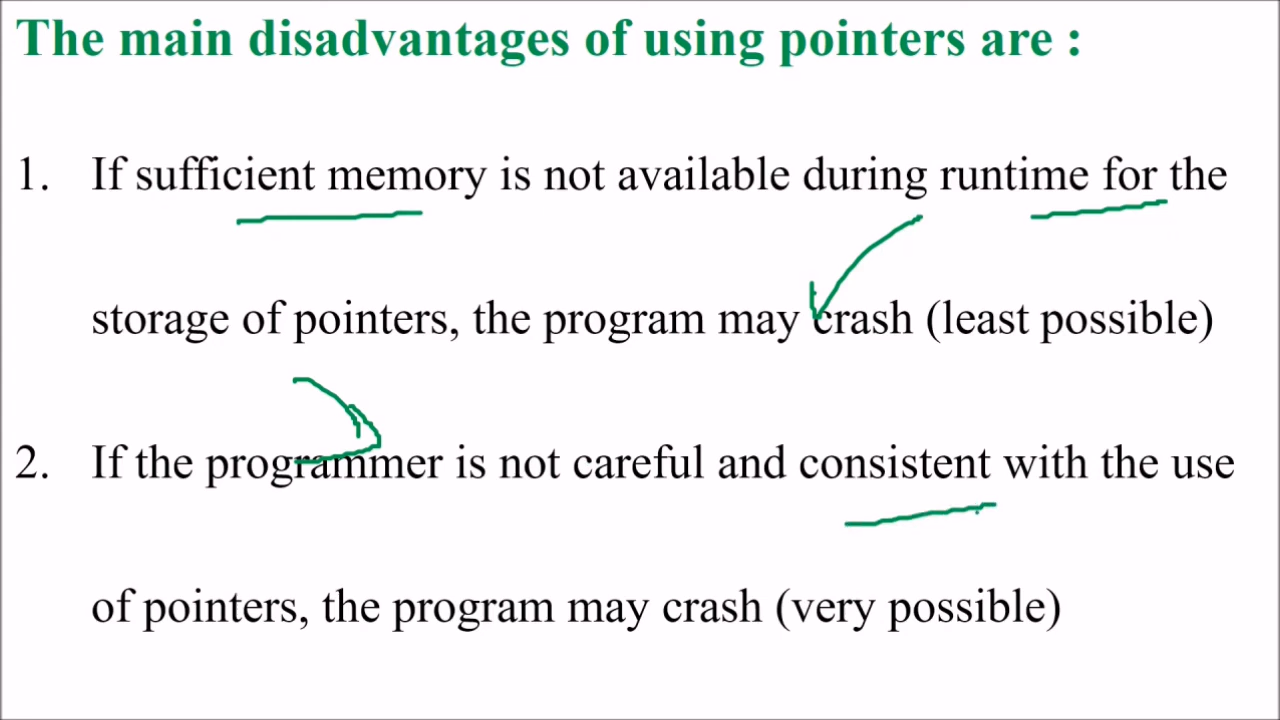 The main disadvantages of using pointers are :
1. If sufficient memory is not available during runtime for the
storage of pointers, the program may crash (least possible)
2. If the programmer is not careful and consistent with the use
of pointers, the program may crash (very possible)